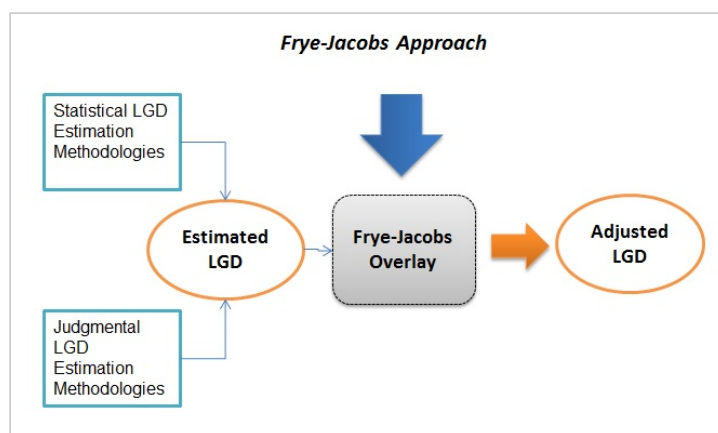 Frye-Jacobs Approach
Statistical LGD
Estimation
Methodologies
Estimated
LGD
Frye-Jacobs
Overlay
Adjusted
LGD
Judgmental
LGD
Estimation
Methodologies